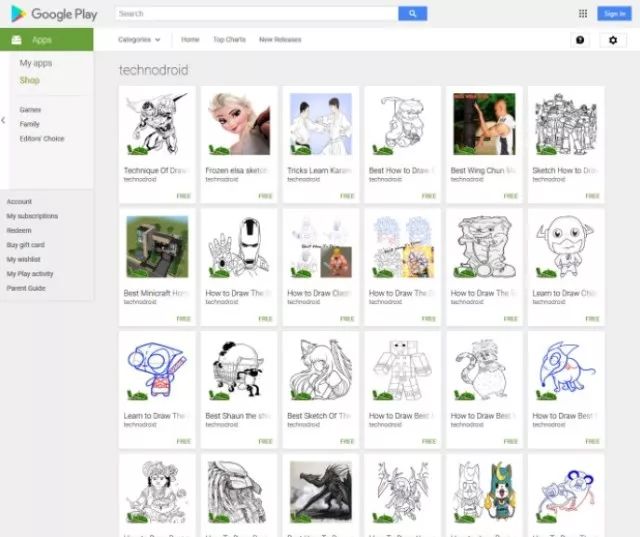 Google Play
Search
Sign in
Apps
Categories
Home
Top Charts
New Releases
My apps
Shop
Games
Family
Editors' Choice
Account
My subscriptions
Redeem
Buy gift card
My wishlist
My Play activity
Parent Guide
technodroid
Technique Of Draw
technodroid
FREE
Frozen elsa sketch
technodroid
FREE
Tricks Learn Karate
technodroid
FREE
Best How to Draw
technodroid
FREE
Best Wing Chun M
technodroid
FREE
Sketch How to Dra
technodroid
FREE
Best Minicraft Hom
technodroid
FREE
How to Draw The
technodroid
FREE
How to Draw Clash
technodroid
FREE
How to Draw The
technodroid
FREE
How to Draw The
technodroid
FREE
Learn to Draw Chi
technodroid
FREE
Learn to Draw The
technodroid
FREE
Best Shaun the she
technodroid
FREE
Best Sketch Of The
technodroid
FREE
How to Draw Best
technodroid
FREE
How to Draw Best
technodroid
FREE
How to Draw Best
technodroid
FREE